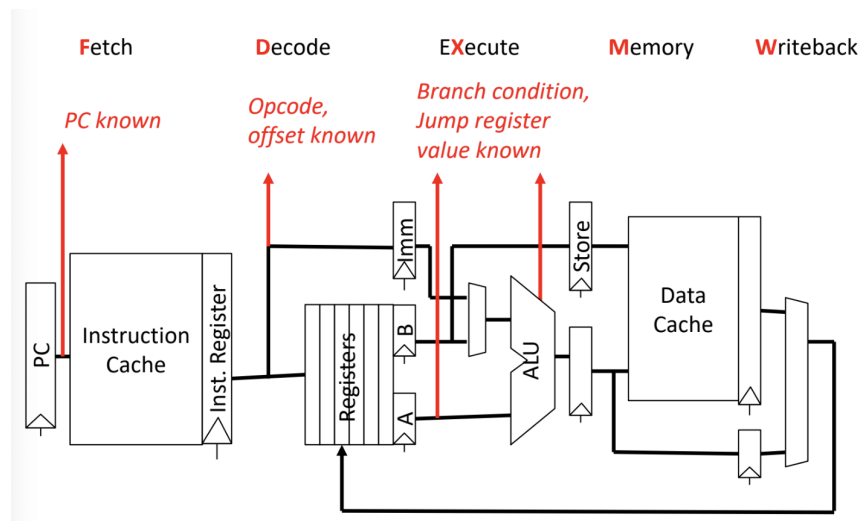 Fetch
Decode
EXecute
Memory
Writeback
PC known
Opcode,
offset known
Branch condition,
Jump register
value known
PC
Instruction
Cache
Inst. Register
Registers
Imm
B
A
ALU
Store
Data
Cache